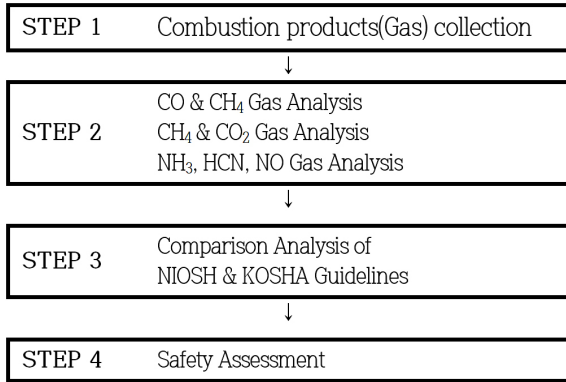 STEP 1 Combustion products(Gas) collection
↓
CO & CH₄ Gas Analysis
STEP 2 CH₄ & CO₂ Gas Analysis
NH₃, HCN, NO Gas Analysis
↓
STEP 3 Comparison Analysis of
NIOSH & KOSHA Guidelines
↓
STEP 4 Safety Assessment